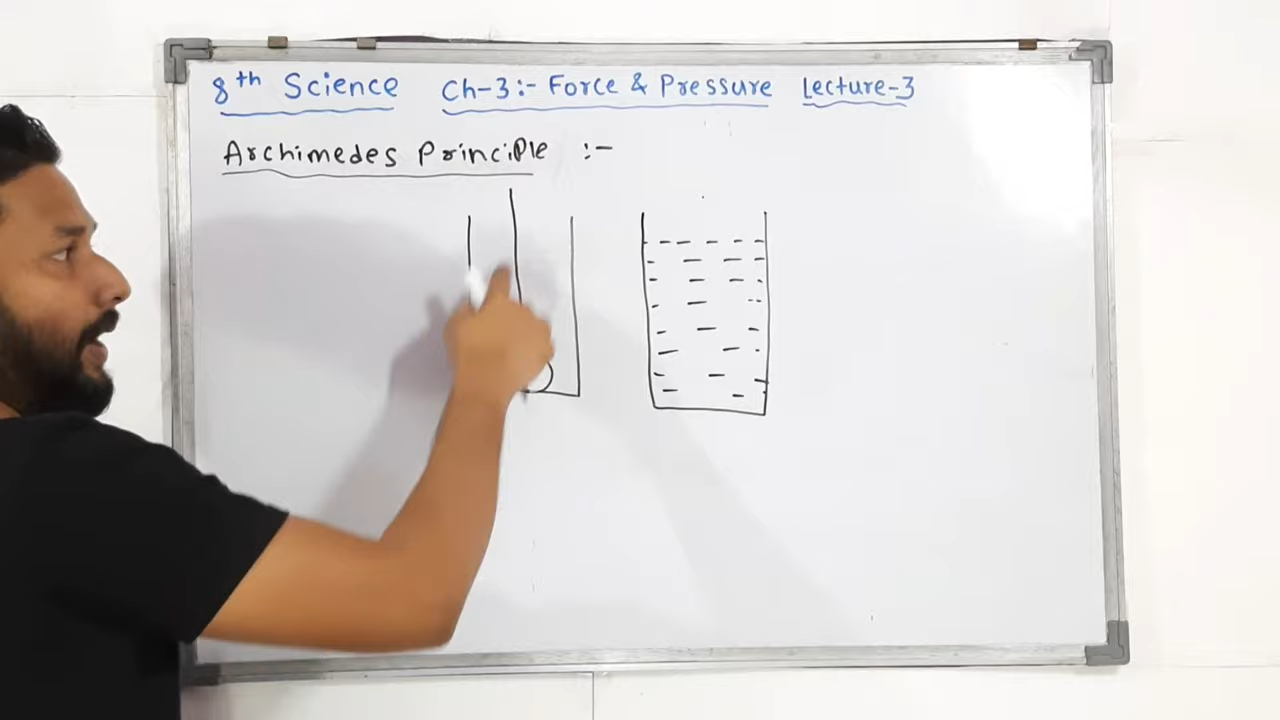 8th Science Ch-3:- Force & Pressure Lecture-3
Archimedes Principle :-